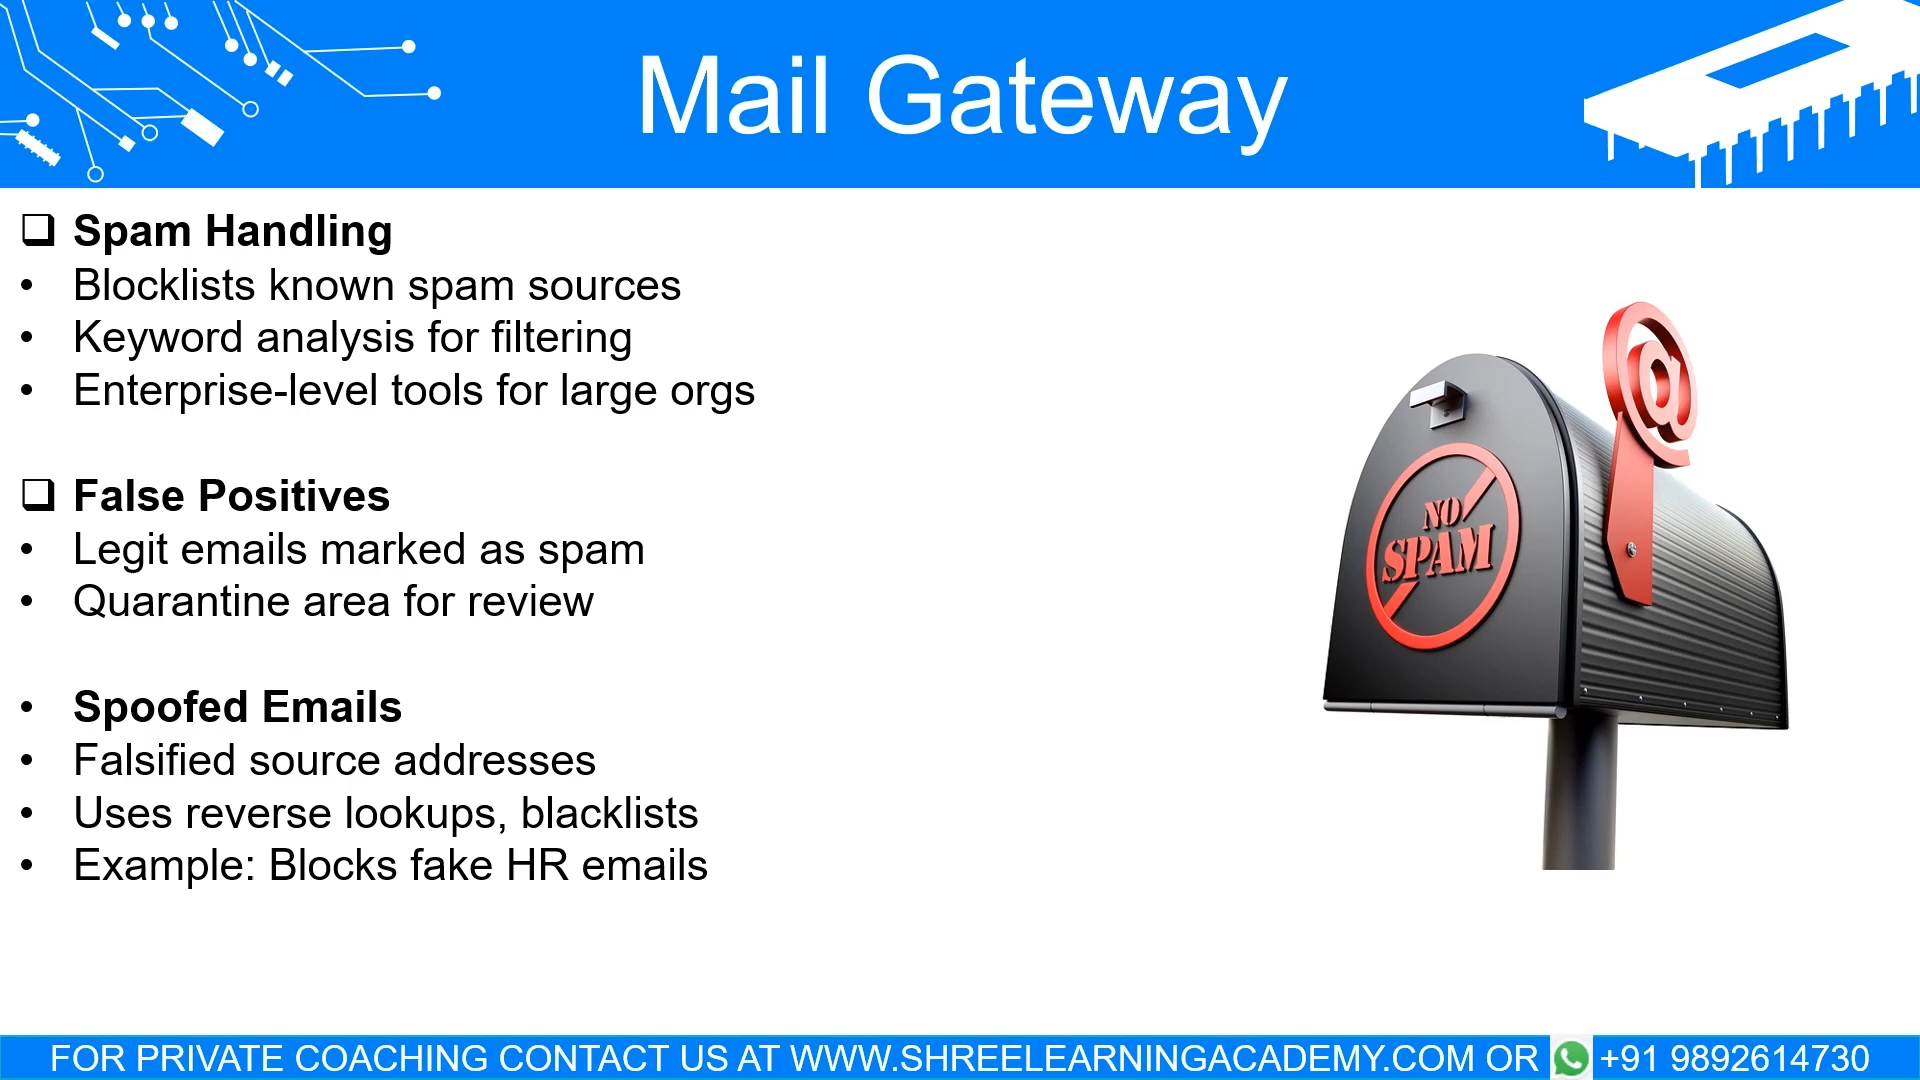 Mail Gateway
❑ Spam Handling
• Blocklists known spam sources
• Keyword analysis for filtering
• Enterprise-level tools for large orgs
❑ False Positives
• Legit emails marked as spam
• Quarantine area for review
• Spoofed Emails
• Falsified source addresses
• Uses reverse lookups, blacklists
• Example: Blocks fake HR emails
@
NO
SPAM
FOR PRIVATE COACHING CONTACT US AT WWW.SHREELEARNINGACADEMY.COM OR +91 9892614730